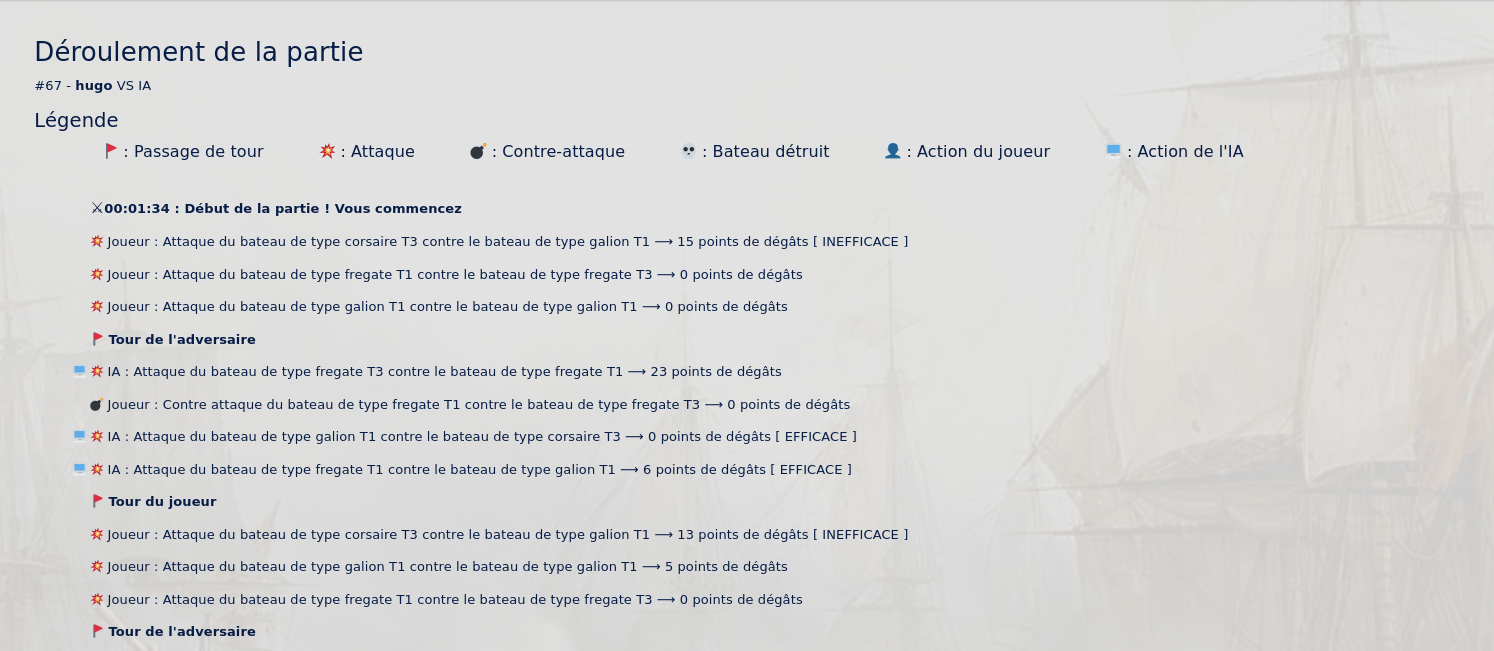 Déroulement de la partie
#67 - hugo VS IA
Légende
🚩 : Passage de tour 💥 : Attaque 💣 : Contre-attaque 💀 : Bateau détruit 👤 : Action du joueur 🖥️ : Action de l'IA
⚔00:01:34 : Début de la partie ! Vous commencez
💥 Joueur : Attaque du bateau de type corsaire T3 contre le bateau de type galion T1 ⟶ 15 points de dégâts [ INEFFICACE ]
💥 Joueur : Attaque du bateau de type fregate T1 contre le bateau de type fregate T3 ⟶ 0 points de dégâts
💥 Joueur : Attaque du bateau de type galion T1 contre le bateau de type galion T1 ⟶ 0 points de dégâts
🚩 Tour de l'adversaire
🖥️ 💥 IA : Attaque du bateau de type fregate T3 contre le bateau de type fregate T1 ⟶ 23 points de dégâts
💣 Joueur : Contre attaque du bateau de type fregate T1 contre le bateau de type fregate T3 ⟶ 0 points de dégâts
🖥️ 💥 IA : Attaque du bateau de type galion T1 contre le bateau de type corsaire T3 ⟶ 0 points de dégâts [ EFFICACE ]
🖥️ 💥 IA : Attaque du bateau de type fregate T1 contre le bateau de type galion T1 ⟶ 6 points de dégâts [ EFFICACE ]
🚩 Tour du joueur
💥 Joueur : Attaque du bateau de type corsaire T3 contre le bateau de type galion T1 ⟶ 13 points de dégâts [ INEFFICACE ]
💥 Joueur : Attaque du bateau de type galion T1 contre le bateau de type galion T1 ⟶ 5 points de dégâts
💥 Joueur : Attaque du bateau de type fregate T1 contre le bateau de type fregate T3 ⟶ 0 points de dégâts
🚩 Tour de l'adversaire